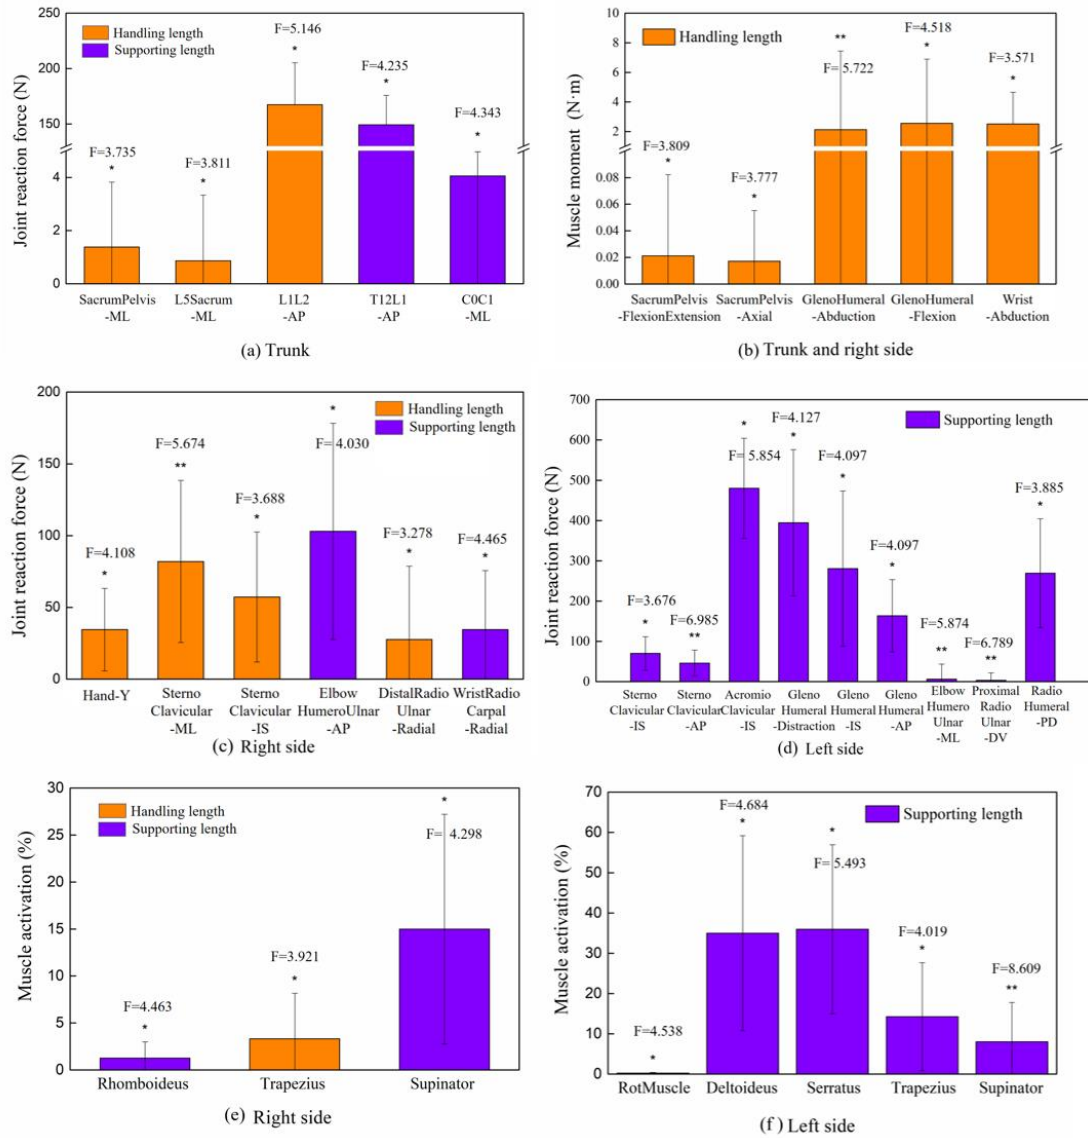 250
200
150
4
2
0
Joint reaction force (N)
Handling length
Supporting length
F=3.735
*
F=3.811
*
F=5.146
*
F=4.235
*
F=4.343
*
SacrumPelvis
-ML
L5Sacrum
-ML
L1L2
-AP
T12L1
-AP
C0C1
-ML
(a) Trunk
10
8
6
4
2
0.08
0.06
0.04
0.02
0.00
Muscle moment (N·m)
Handling length
F=3.809
*
F=3.777
*
**
F=5.722
F=4.518
*
F=3.571
*
SacrumPelvis
-FlexionExtension
SacrumPelvis
-Axial
GlenoHumeral
-Abduction
GlenoHumeral
-Flexion
Wrist
-Abduction
(b) Trunk and right side
200
150
100
50
0
Joint reaction force (N)
Handling length
Supporting length
F=4.108
*
F=5.674
**
F=3.688
*
*
F=4.030
F=3.278
*
F=4.465
*
Hand-Y
Sterno
Clavicular
-ML
Sterno
Clavicular
-IS
Elbow
HumeroUlnar
-AP
DistalRadio
Ulnar
-Radial
WristRadio
Carpal
-Radial
(c) Right side
700
600
500
400
300
200
100
0
Joint reaction force (N)
Supporting length
F=3.676
*
F=6.985
**
*
F=5.854
F=4.127
*
F=4.097
*
F=4.097
*
F=5.874
**
F=6.789
**
F=3.885
*
Sterno
Clavicular
-IS
Sterno
Clavicular
-AP
Acromio
Clavicular
-IS
Gleno
Humeral
-Distraction
Gleno
Humeral
-IS
Gleno
Humeral
-AP
Elbow
Humero
Ulnar
-ML
Proximal
Radio
Ulnar
-DV
Radio
Humeral
-PD
(d) Left side
30
25
20
15
10
5
0
Muscle activation (%)
Handling length
Supporting length
F=4.463
*
F=3.921
*
*
F=4.298
Rhomboideus
Trapezius
Supinator
(e) Right side
70
60
50
40
30
20
10
0
Muscle activation (%)
Supporting length
F=4.538
*
F=4.684
*
*
F=5.493
F=4.019
*
F=8.609
**
RotMuscle
Deltoideus
Serratus
Trapezius
Supinator
(f) Left side